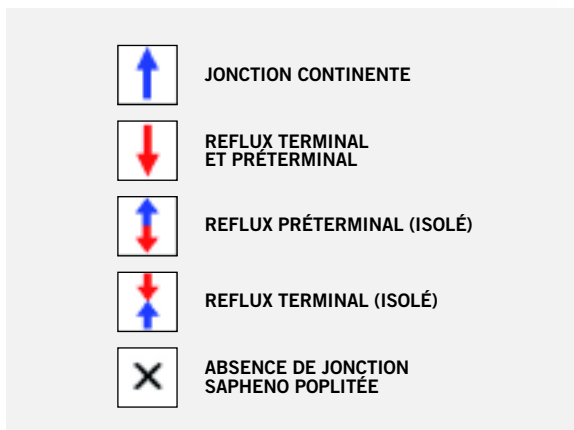 JONCTION CONTINENTE
REFLUX TERMINAL
ET PRÉTERMINAL
REFLUX PRÉTERMINAL (ISOLÉ)
REFLUX TERMINAL (ISOLÉ)
ABSENCE DE JONCTION
SAPHENO POPLITÉE